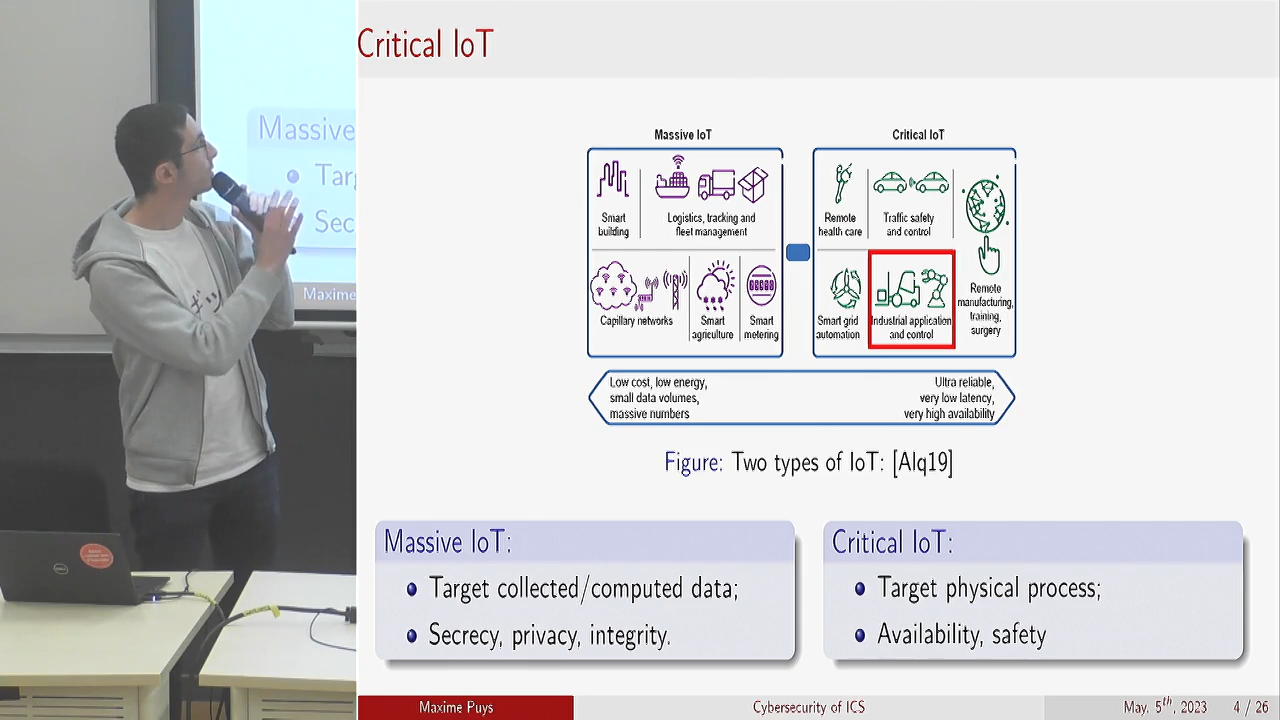 Critical IoT
Massive
Targ
Sec
Maxime
Massive IoT
Critical IoT
Smart
building
Logistics, tracking and
fleet management
Remote
health care
Traffic safety
and control
Capillary networks
Smart
agriculture
Smart
metering
Smart grid
automation
Industrial application
and control
Remote
manufacturing,
training,
surgery
Low cost, low energy,
small data volumes,
massive numbers
Ultra reliable,
very low latency,
very high availability
Figure: Two types of IoT: [Alq19]
Massive IoT:
Target collected/computed data;
Secrecy, privacy, integrity.
Critical IoT:
Target physical process;
Availability, safety
Maxime Puys
Cybersecurity of ICS
May. 5th, 2023
4 / 26
DELL